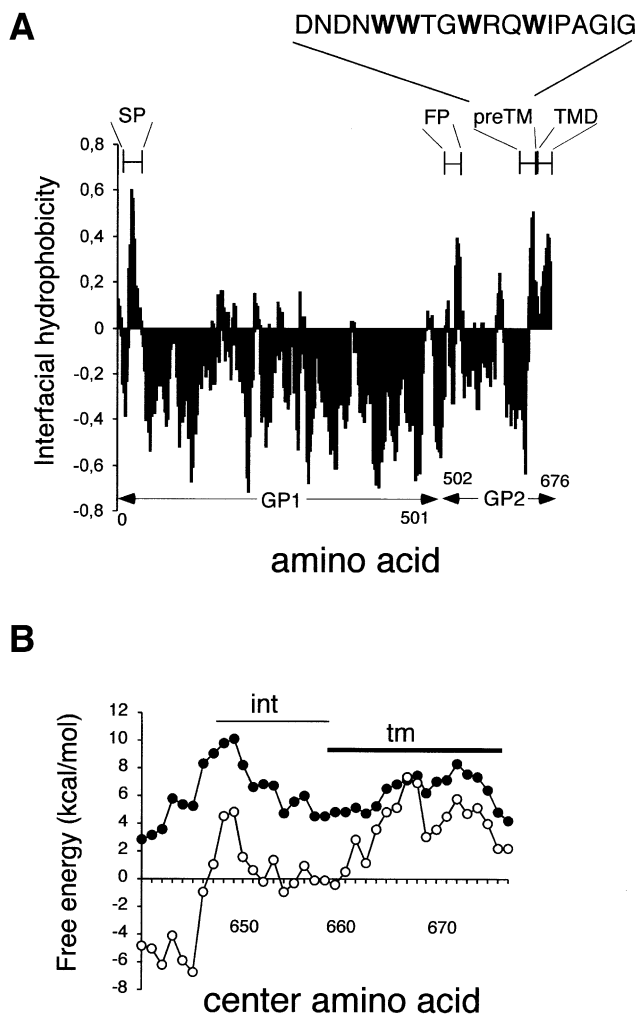 A
DNDNWWTGWRQWIPAGIG
SP
FP preTM TMD
Interfacial hydrophobicity
0,8
0,6
0,4
0,2
0
-0,2
-0,4
-0,6
-0,8
502 676
GP1 GP2
0 501
amino acid
B
Free energy (kcal/mol)
12
10
8
6
4
2
0
-2
-4
-6
-8
int
tm
650 660 670
center amino acid